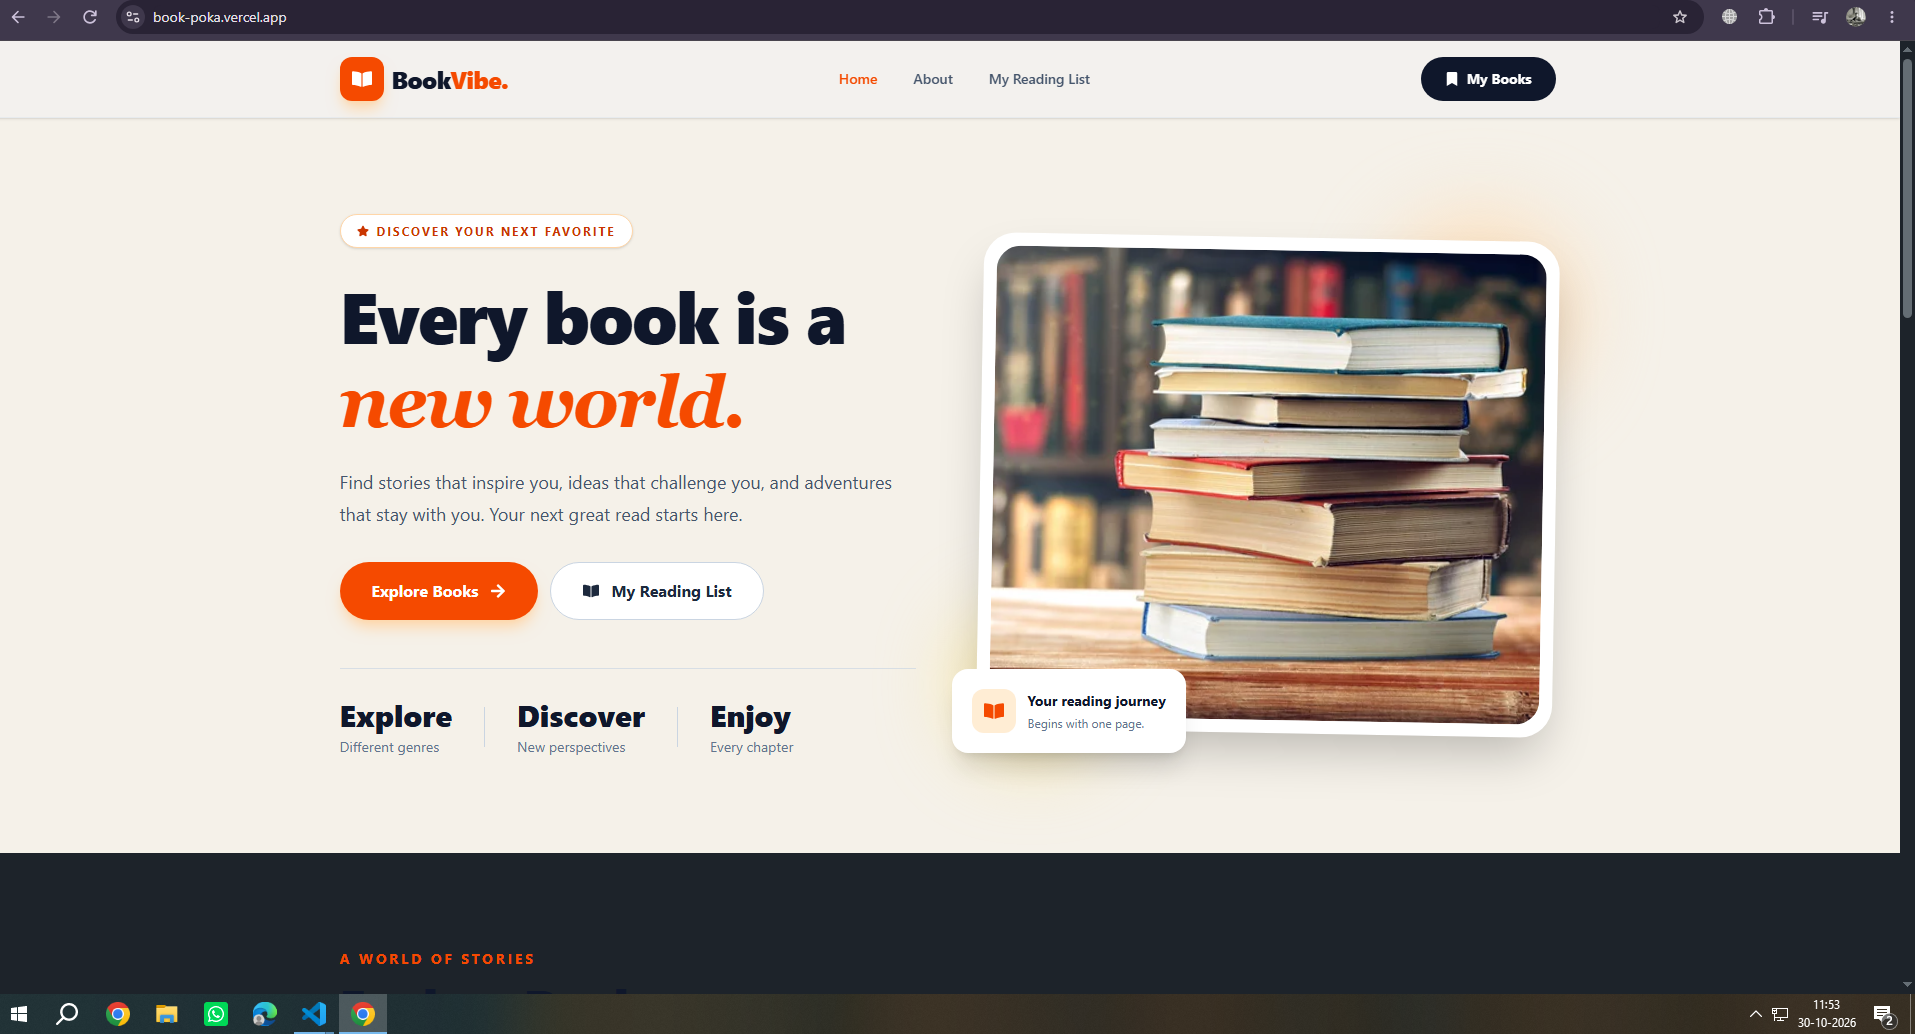 book-poka.vercel.app
BookVibe.
Home
About
My Reading List
My Books
DISCOVER YOUR NEXT FAVORITE
Every book is a
new world.
Find stories that inspire you, ideas that challenge you, and adventures
that stay with you. Your next great read starts here.
Explore Books
My Reading List
Explore
Different genres
Discover
New perspectives
Enjoy
Every chapter
Your reading journey
Begins with one page.
A WORLD OF STORIES
11:53
30-10-2026
2